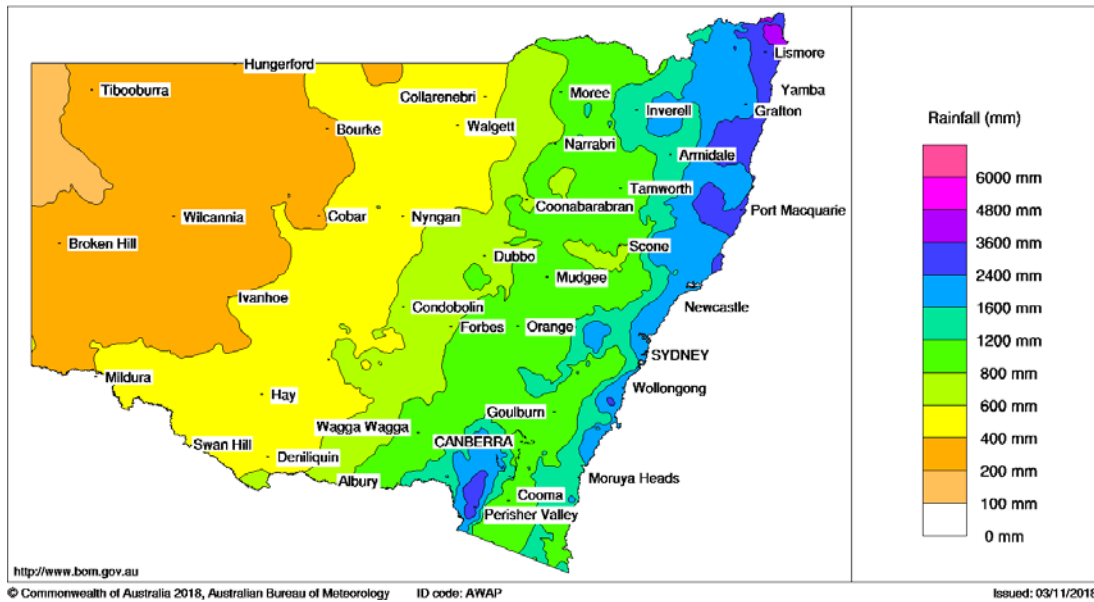 Hungerford
Lismore
Tibooburra
Collarenebri
Moree
Yamba
Inverell
Grafton
Bourke
Walgett
Narrabri
Armidale
Tamworth
Coonabarabran
Wilcannia
Cobar
Nyngan
Port Macquarie
Broken Hill
Scone
Dubbo
Mudgee
Ivanhoe
Condobolin
Newcastle
Forbes
Orange
SYDNEY
Mildura
Wollongong
Hay
Goulburn
Wagga Wagga
CANBERRA
Swan Hill
Deniliquin
Moruya Heads
Albury
Cooma
Perisher Valley
Rainfall (mm)
6000 mm
4800 mm
3600 mm
2400 mm
1600 mm
1200 mm
800 mm
600 mm
400 mm
200 mm
100 mm
0 mm
http://www.bom.gov.au
© Commonwealth of Australia 2018, Australian Bureau of Meteorology ID code: AWAP Issued: 03/11/2018